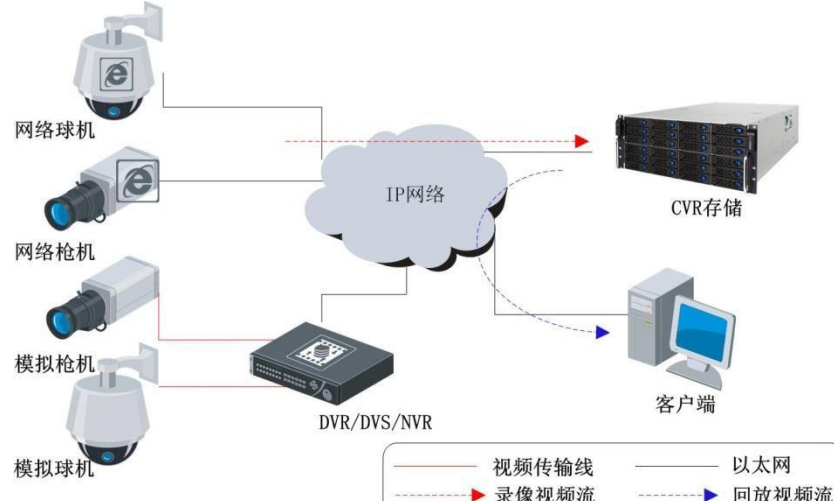 网络球机
IP网络
CVR存储
网络枪机
模拟枪机
客户端
DVR/DVS/NVR
模拟球机
视频传输线
以太网
录像视频流
回放视频流